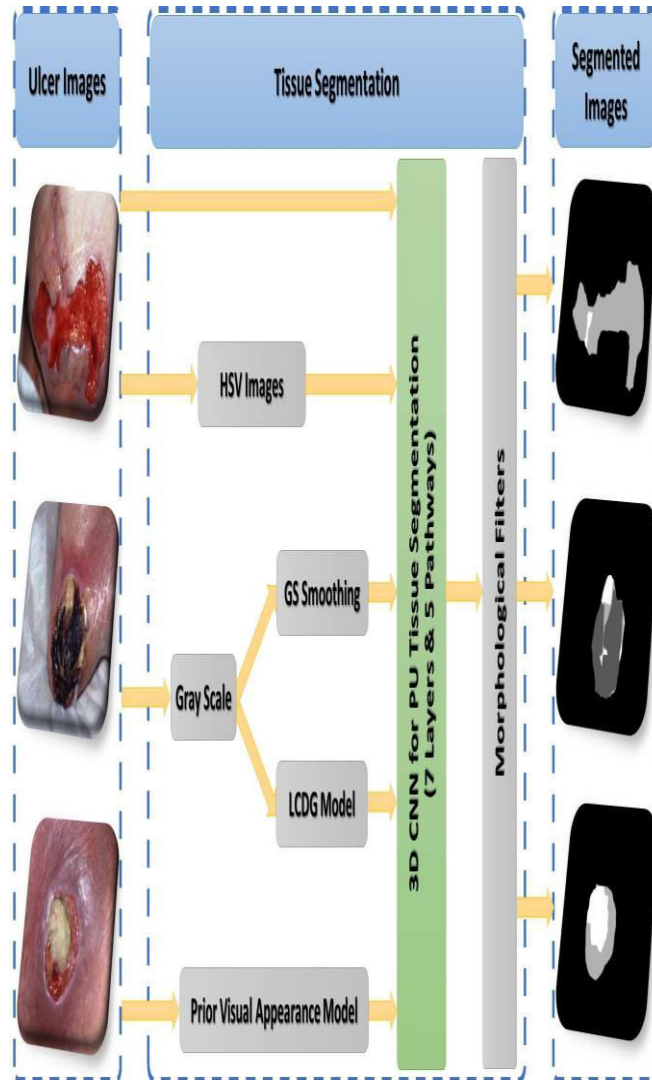 Ulcer Images
Tissue Segmentation
Segmented
Images
HSV Images
Gray Scale
GS Smoothing
LCDG Model
Prior Visual Appearance Model
3D CNN for PU Tissue Segmentation
(7 Layers & 5 Pathways)
Morphological Filters